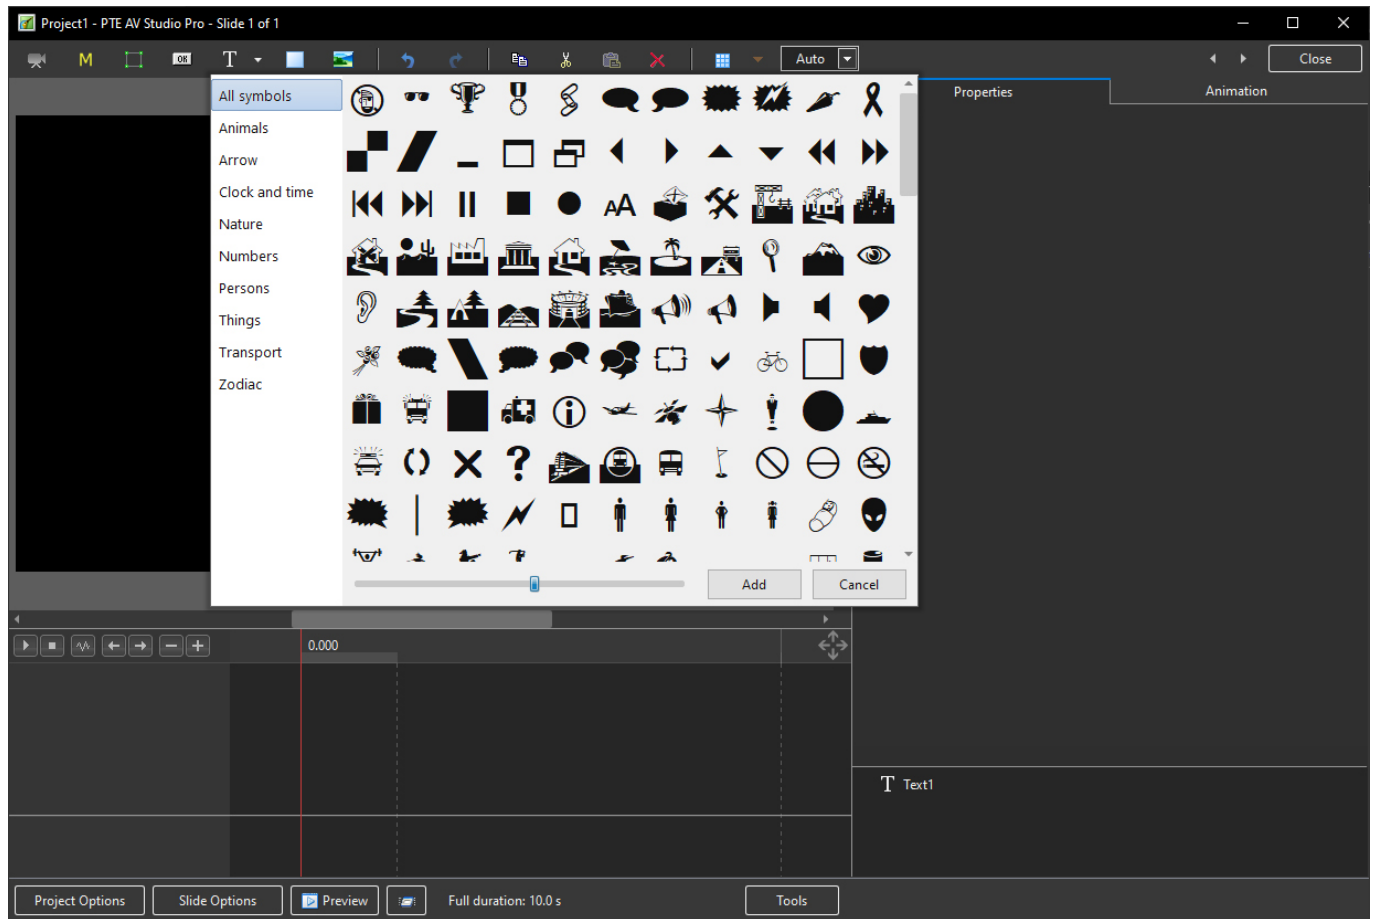 Project1 - PTE AV Studio Pro - Slide 1 of 1
M
OK
T
Auto
Close
All symbols
Animals
Arrow
Clock and time
Nature
Numbers
Persons
Things
Transport
Zodiac
AA
Add
Cancel
Properties
Animation
0.000
T Text1
Project Options
Slide Options
Preview
Full duration: 10.0 s
Tools